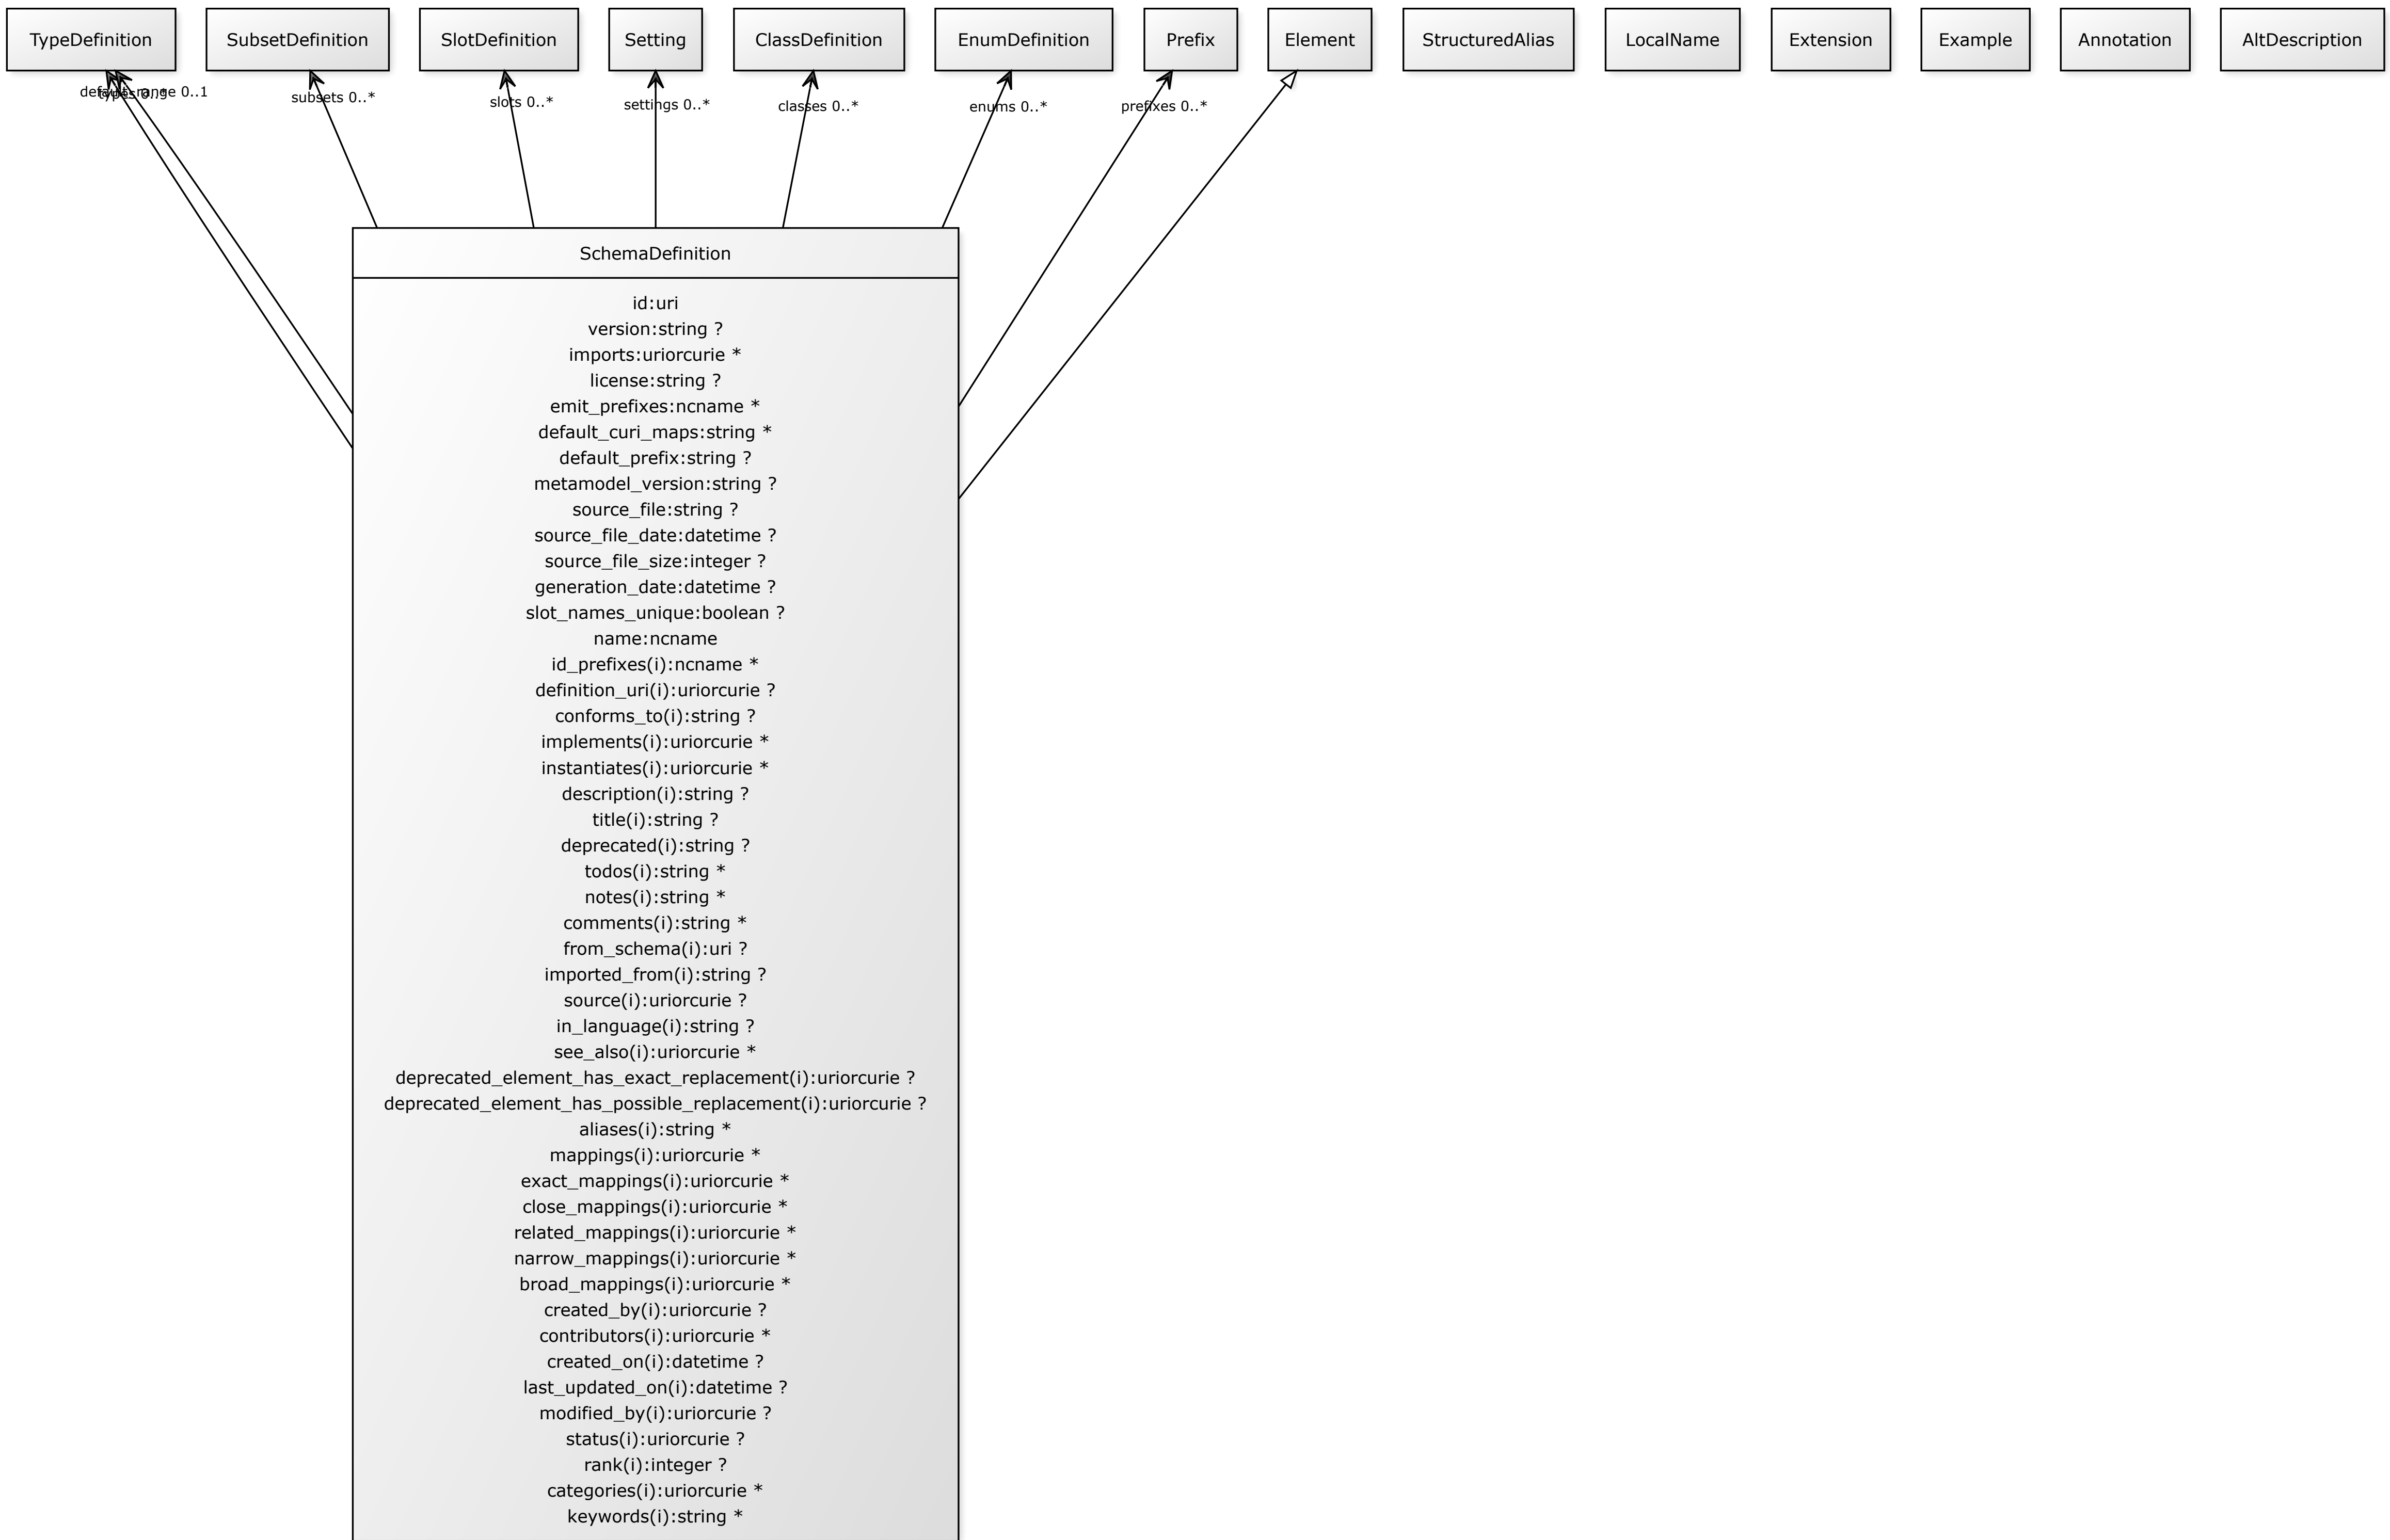 TypeDefinition
SubsetDefinition
SlotDefinition
Setting
ClassDefinition
EnumDefinition
Prefix
Element
StructuredAlias
LocalName
Extension
Example
Annotation
AltDescription
default_range 0..1
types 0..*
subsets 0..*
slots 0..*
settings 0..*
classes 0..*
enums 0..*
prefixes 0..*
SchemaDefinition
id:uri
version:string ?
imports:uriorcurie *
license:string ?
emit_prefixes:ncname *
default_curi_maps:string *
default_prefix:string ?
metamodel_version:string ?
source_file:string ?
source_file_date:datetime ?
source_file_size:integer ?
generation_date:datetime ?
slot_names_unique:boolean ?
name:ncname
id_prefixes(i):ncname *
definition_uri(i):uriorcurie ?
conforms_to(i):string ?
implements(i):uriorcurie *
instantiates(i):uriorcurie *
description(i):string ?
title(i):string ?
deprecated(i):string ?
todos(i):string *
notes(i):string *
comments(i):string *
from_schema(i):uri ?
imported_from(i):string ?
source(i):uriorcurie ?
in_language(i):string ?
see_also(i):uriorcurie *
deprecated_element_has_exact_replacement(i):uriorcurie ?
deprecated_element_has_possible_replacement(i):uriorcurie ?
aliases(i):string *
mappings(i):uriorcurie *
exact_mappings(i):uriorcurie *
close_mappings(i):uriorcurie *
related_mappings(i):uriorcurie *
narrow_mappings(i):uriorcurie *
broad_mappings(i):uriorcurie *
created_by(i):uriorcurie ?
contributors(i):uriorcurie *
created_on(i):datetime ?
last_updated_on(i):datetime ?
modified_by(i):uriorcurie ?
status(i):uriorcurie ?
rank(i):integer ?
categories(i):uriorcurie *
keywords(i):string *